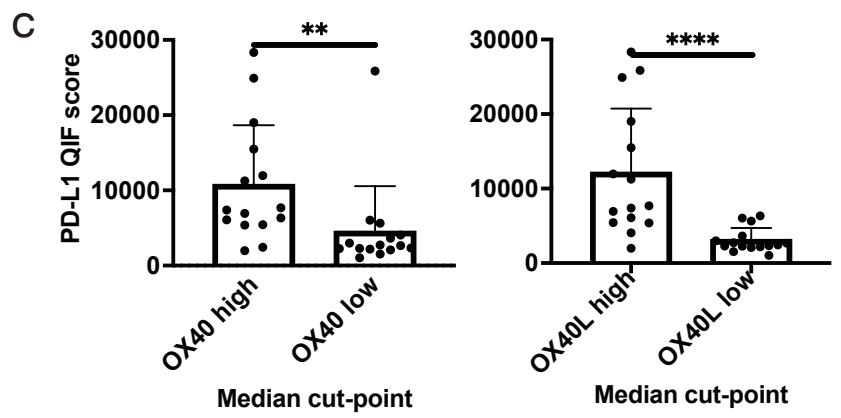 C
PD-L1 QIF score
30000
20000
10000
0
**
OX40 high
OX40 low
Median cut-point
30000
20000
10000
0
****
OX40L high
OX40L low
Median cut-point